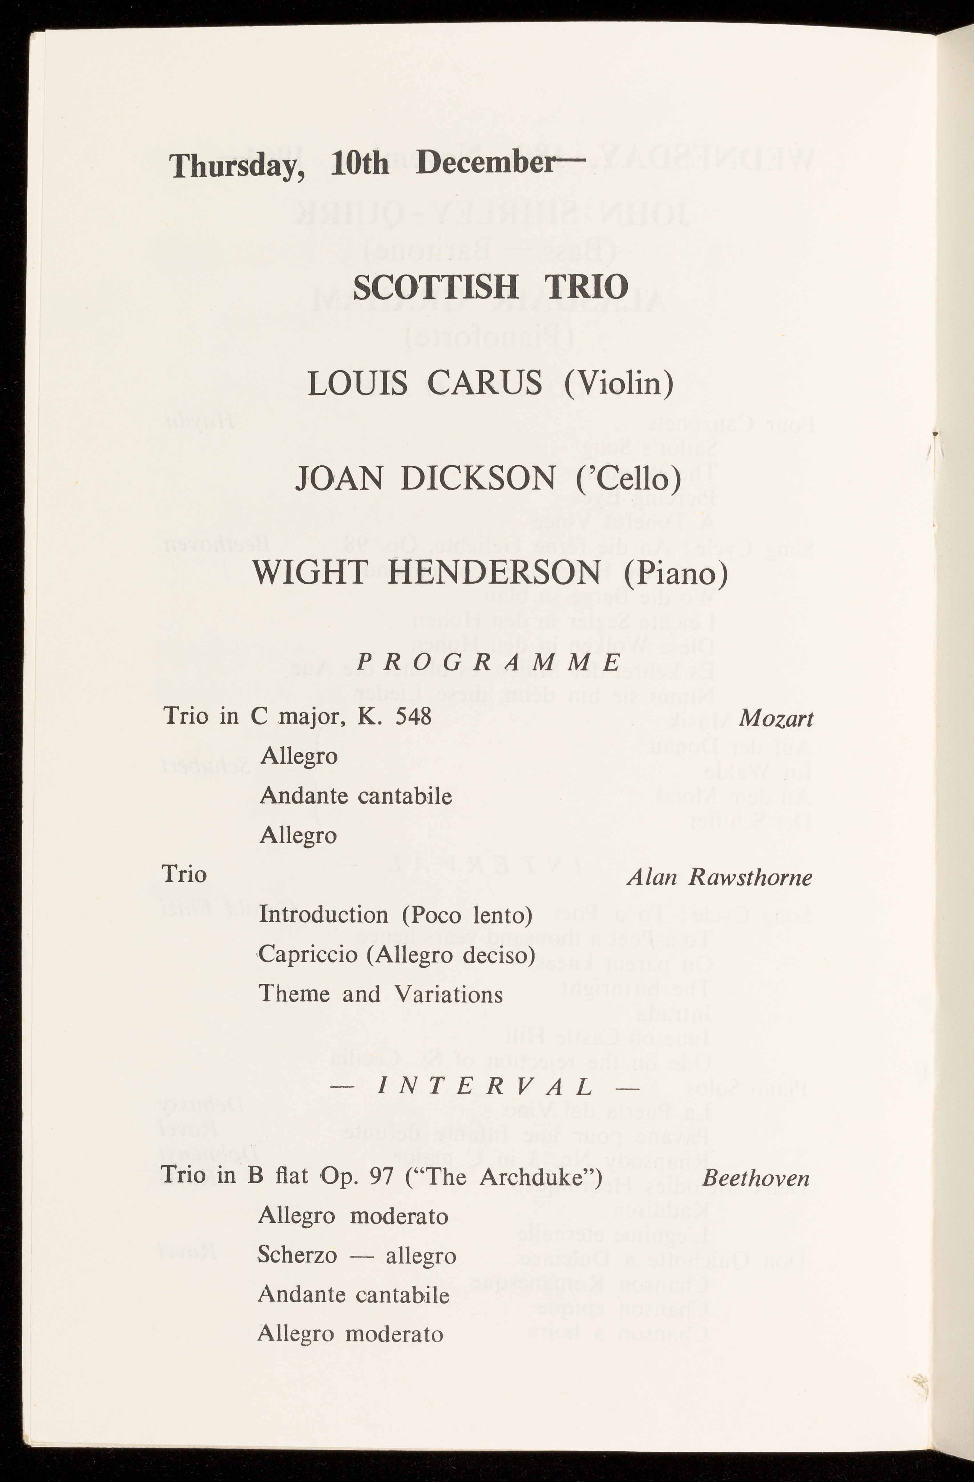 Thursday, 10th December—
SCOTTISH TRIO
LOUIS CARUS (Violin)
JOAN DICKSON (’Cello)
WIGHT HENDERSON (Piano)
PROGRAMME
Trio in C major, K. 548 Mozart
Allegro
Andante cantabile
Allegro
Trio Alan Rawsthorne
Introduction (Poco lento)
Capriccio (Allegro deciso)
Theme and Variations
— INTERVAL —
Trio in B flat Op. 97 (“The Archduke”) Beethoven
Allegro moderato
Scherzo — allegro
Andante cantabile
Allegro moderato